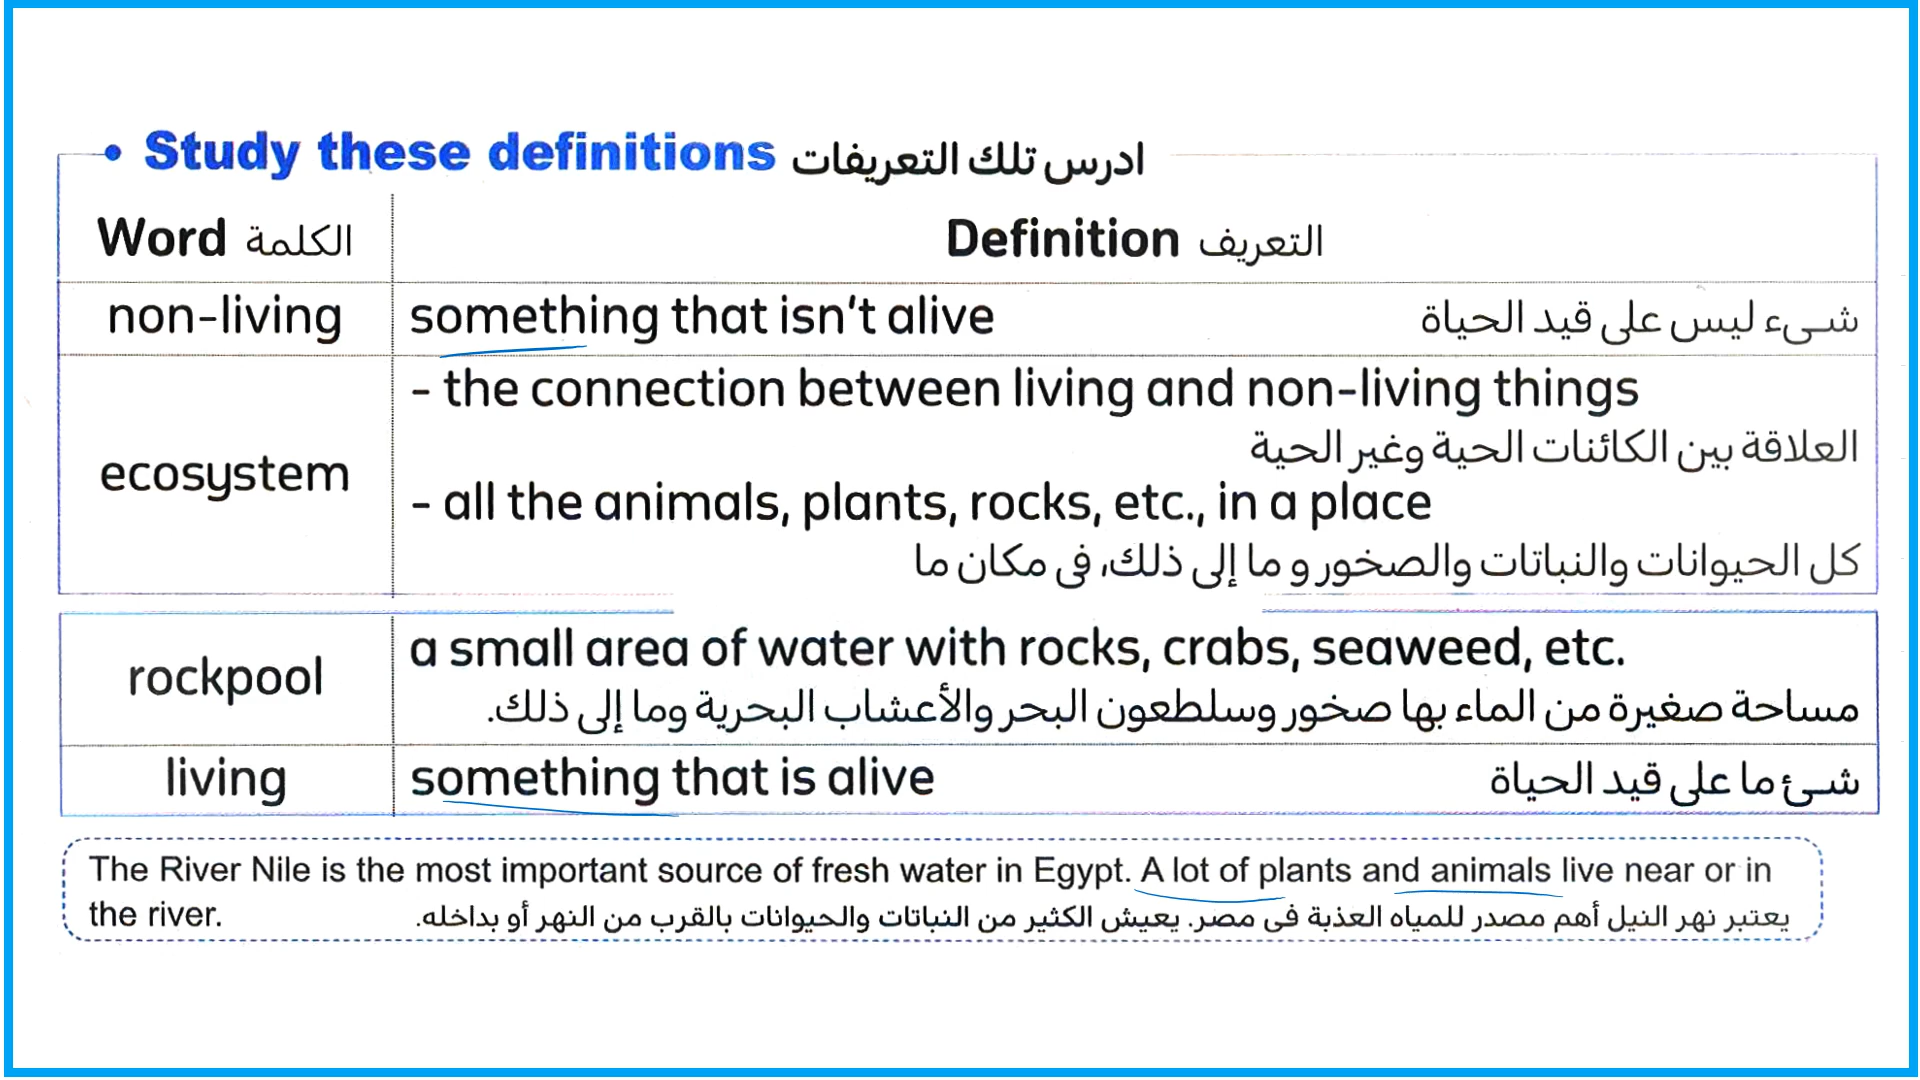 • Study these definitions ادرس تلك التعريفات
Word الكلمة
Definition التعريف
non-living
something that isn't alive
شىء ليس على قيد الحياة
ecosystem
- the connection between living and non-living things
العلاقة بين الكائنات الحية وغير الحية
- all the animals, plants, rocks, etc., in a place
كل الحيوانات والنباتات والصخور و ما إلى ذلك، فى مكان ما
rockpool
a small area of water with rocks, crabs, seaweed, etc.
مساحة صغيرة من الماء بها صخور وسلطعون البحر والأعشاب البحرية وما إلى ذلك.
living
something that is alive
شئ ما على قيد الحياة
The River Nile is the most important source of fresh water in Egypt. A lot of plants and animals live near or in
the river.
يعتبر نهر النيل أهم مصدر للمياه العذبة فى مصر. يعيش الكثير من النباتات والحيوانات بالقرب من النهر أو بداخله.